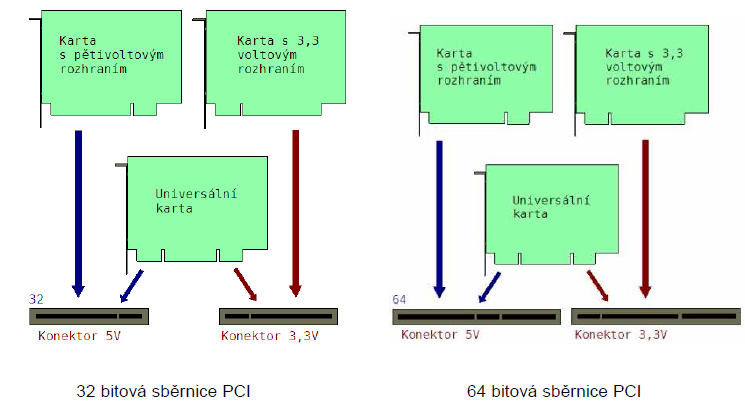 Karta
s pětivoltovým
rozhraním
Karta s 3,3
voltovým
rozhraním
Universální
karta
32
Konektor 5V
Konektor 3,3V
32 bitová sběrnice PCI
Karta
s pětivoltovým
rozhraním
Karta s 3,3
voltovým
rozhraním
Universální
karta
64
Konektor 5V
Konektor 3,3V
64 bitová sběrnice PCI